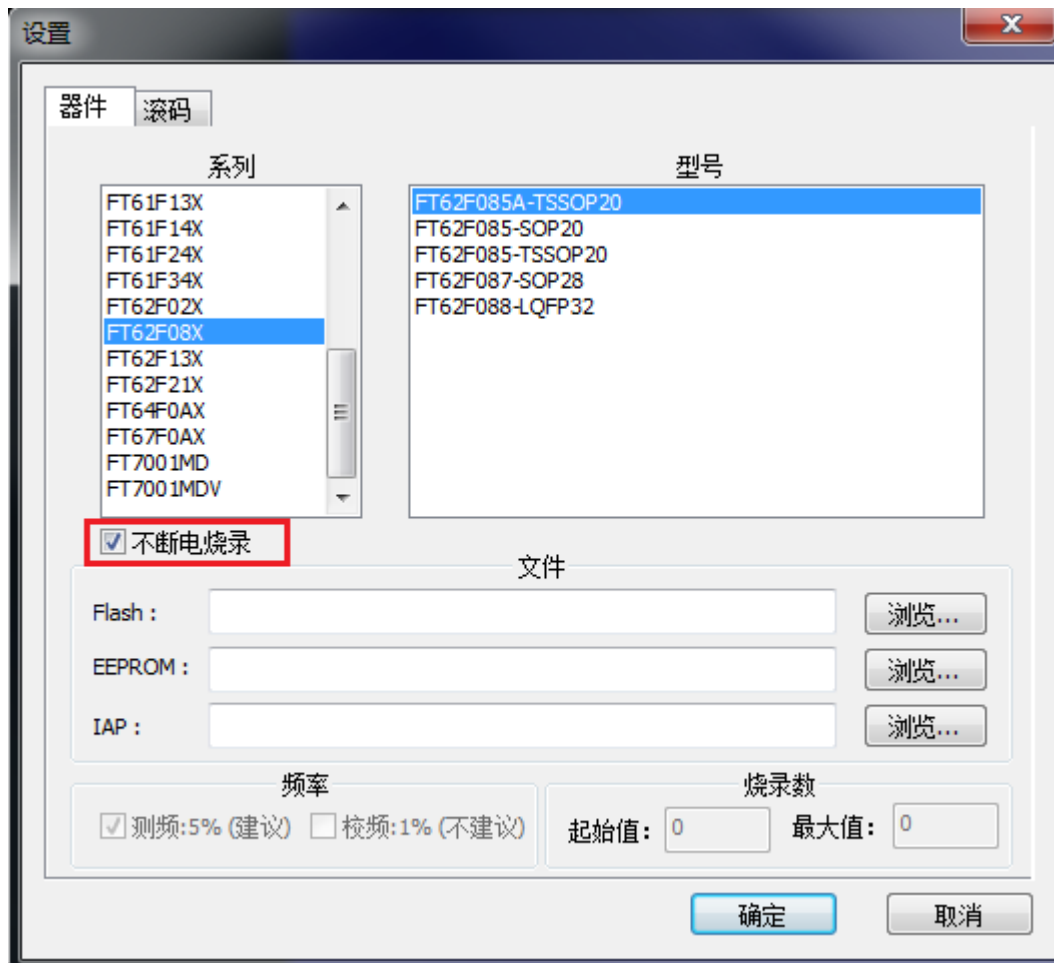 设置
器件
滚码
系列
型号
FT61F13X
FT61F14X
FT61F24X
FT61F34X
FT62F02X
FT62F08X
FT62F13X
FT62F21X
FT64F0AX
FT67F0AX
FT7001MD
FT7001MDV
FT62F085A-TSSOP20
FT62F085-SOP20
FT62F085-TSSOP20
FT62F087-SOP28
FT62F088-LQFP32
不断电烧录
文件
Flash : 浏览...
EEPROM : 浏览...
IAP : 浏览...
频率
测频:5% (建议) 校频:1% (不建议)
烧录数
起始值: 0 最大值: 0
确定 取消